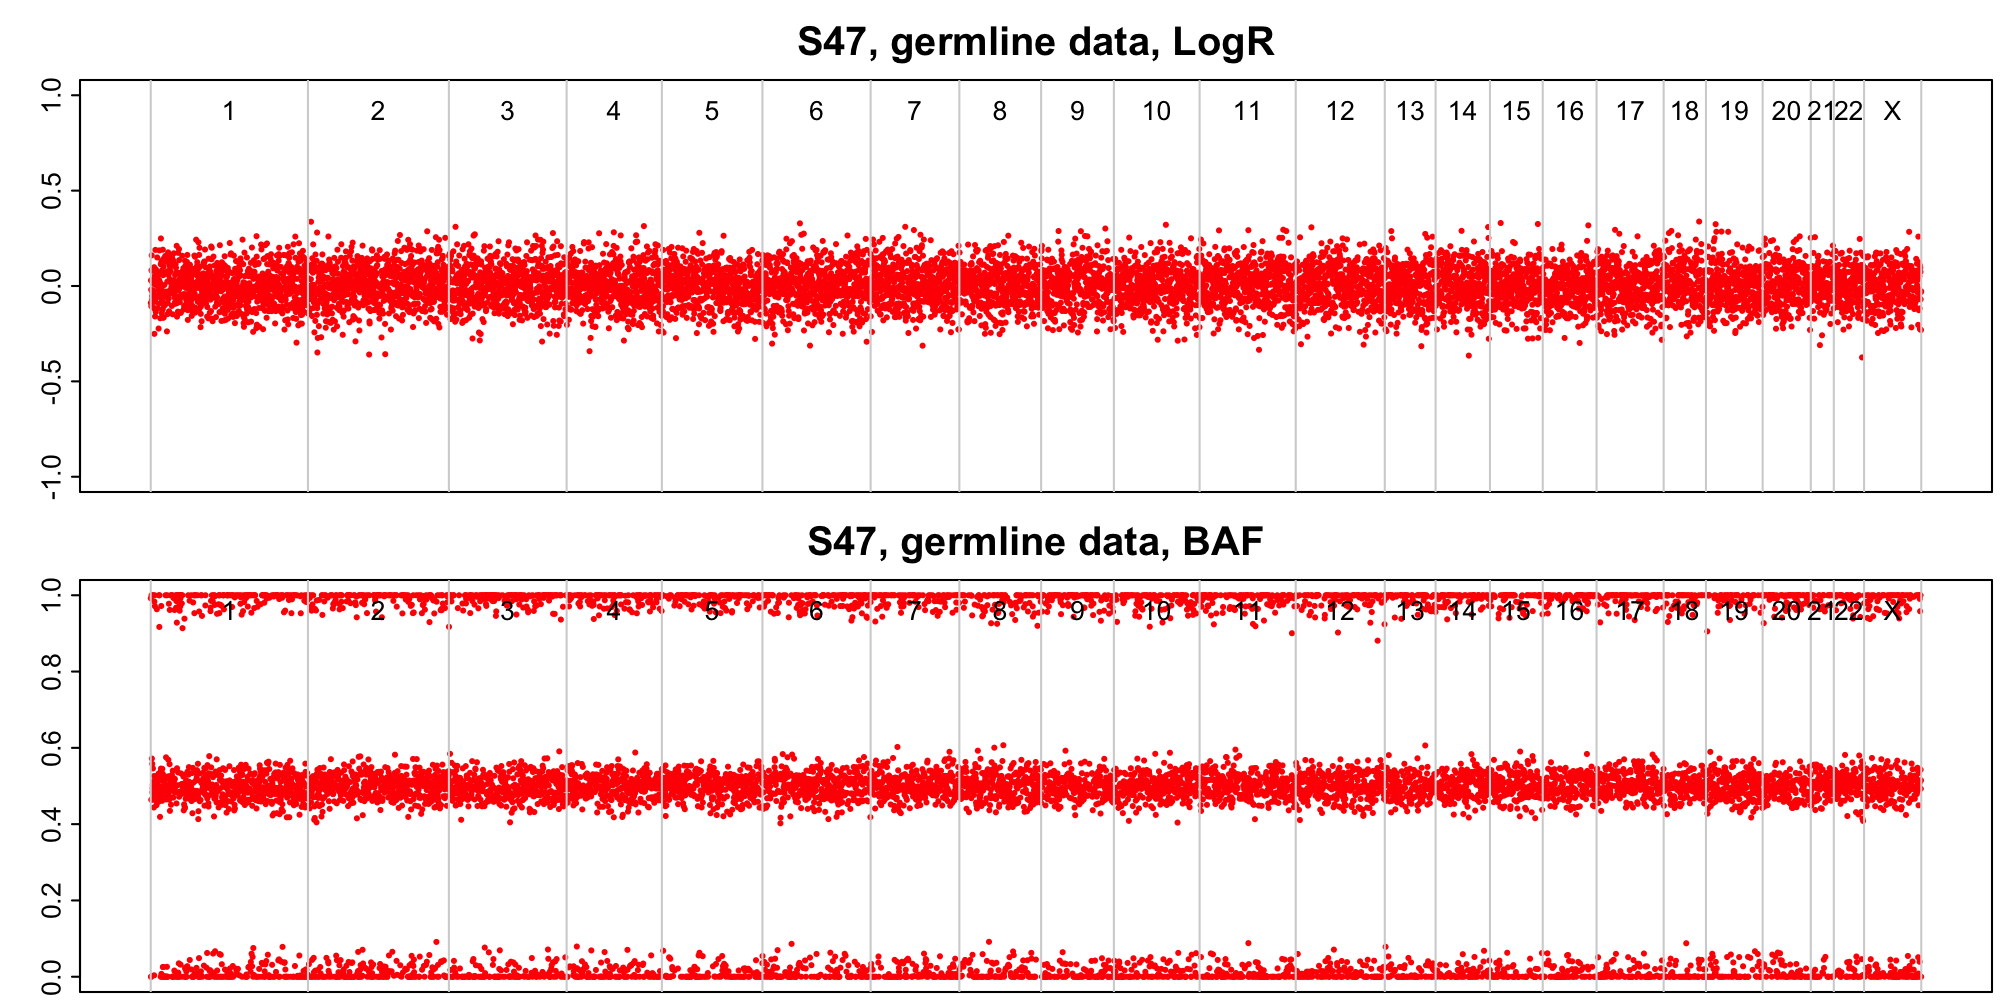 S47, germline data, LogR
1 2 3 4 5 6 7 8 9 10 11 12 13 14 15 16 17 18 19 20 21 22 X
1.0
0.5
0.0
-0.5
-1.0
S47, germline data, BAF
1 2 3 4 5 6 7 8 9 10 11 12 13 14 15 16 17 18 19 20 21 22 X
1.0
0.8
0.6
0.4
0.2
0.0